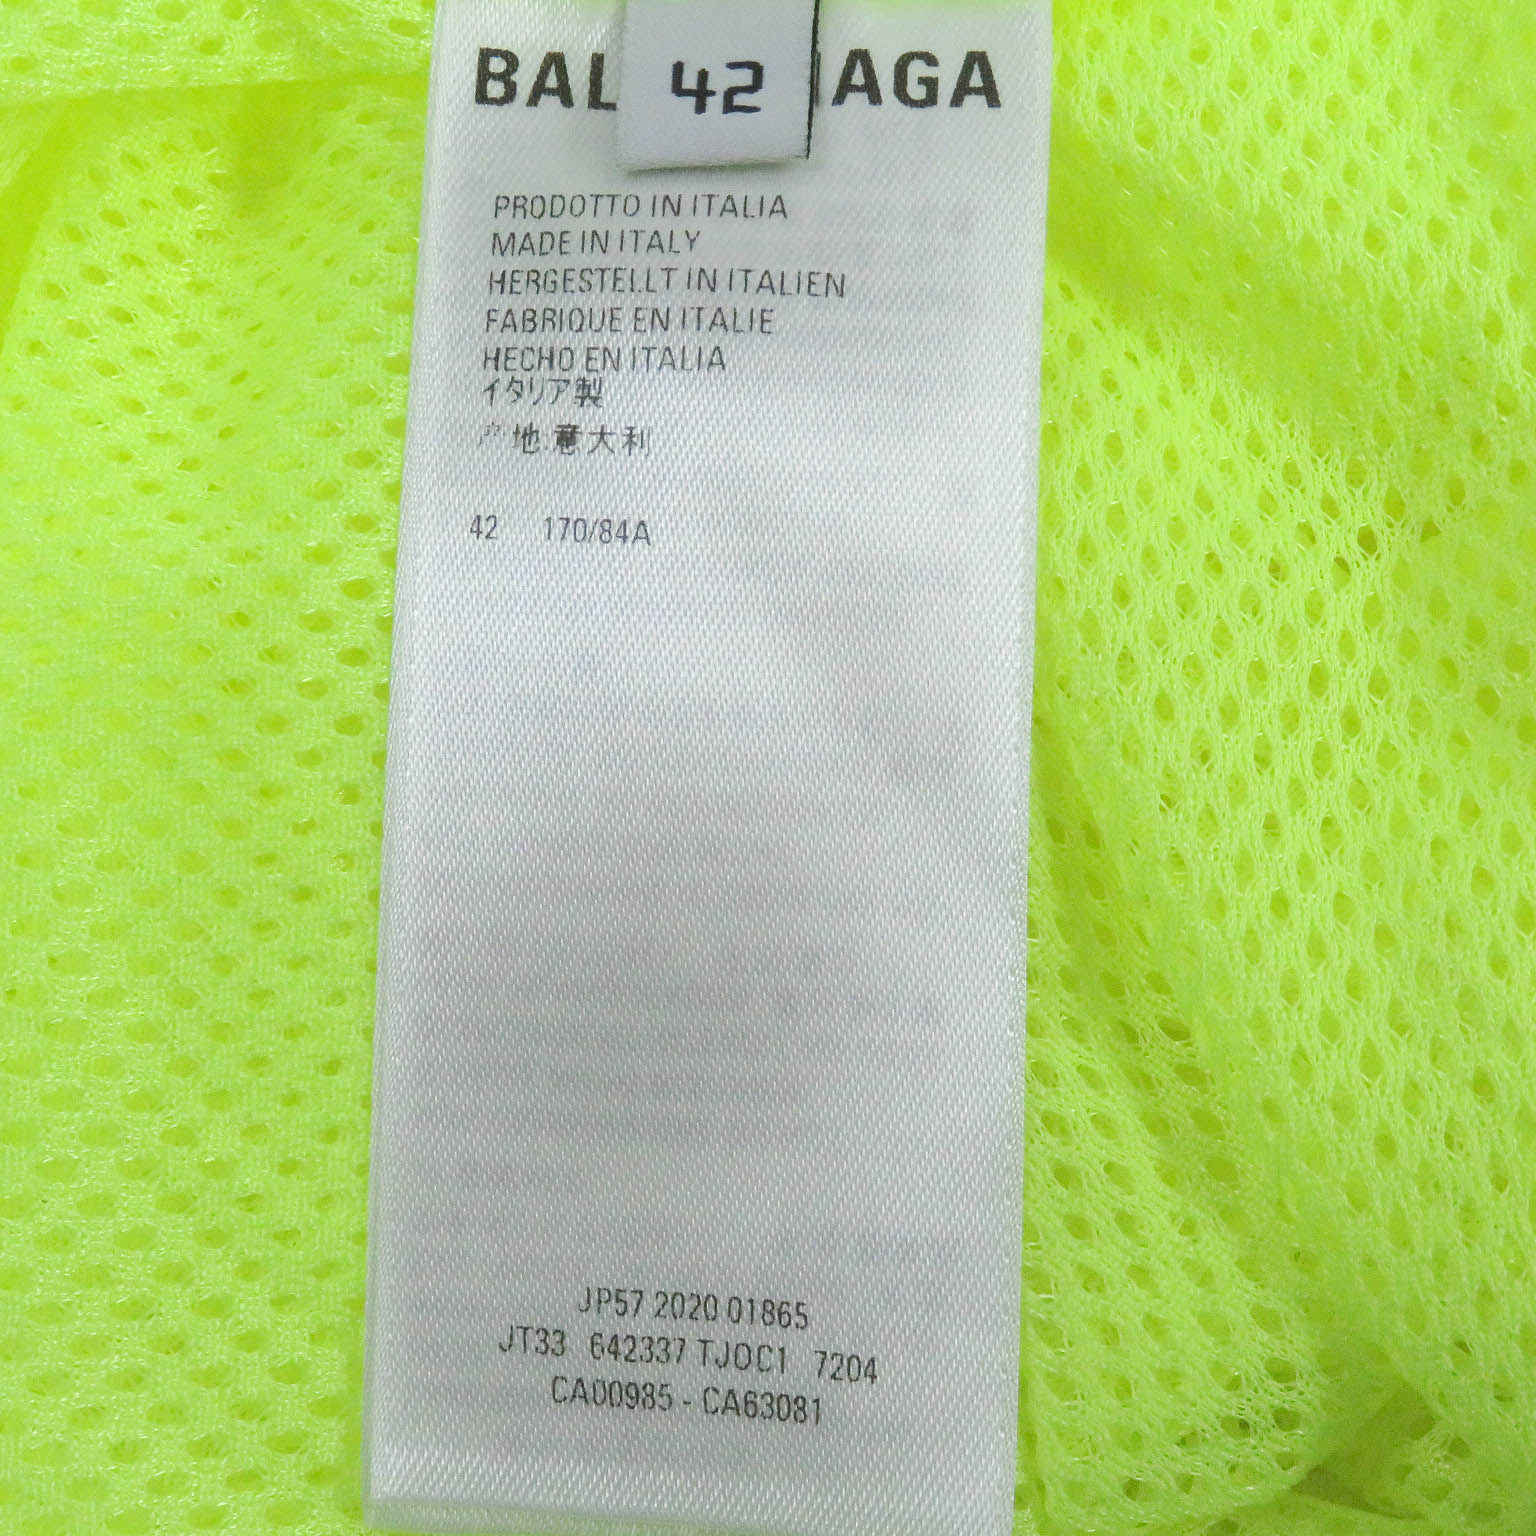 BAL 42 AGA
PRODOTTO IN ITALIA
MADE IN ITALY
HERGESTELLT IN ITALIEN
FABRIQUE EN ITALIE
HECHO EN ITALIA
イタリア製
产地:意大利
42 170/84A
JP57 2020 01865
JT33 642337 TJOC1 7204
CA00985 - CA63081